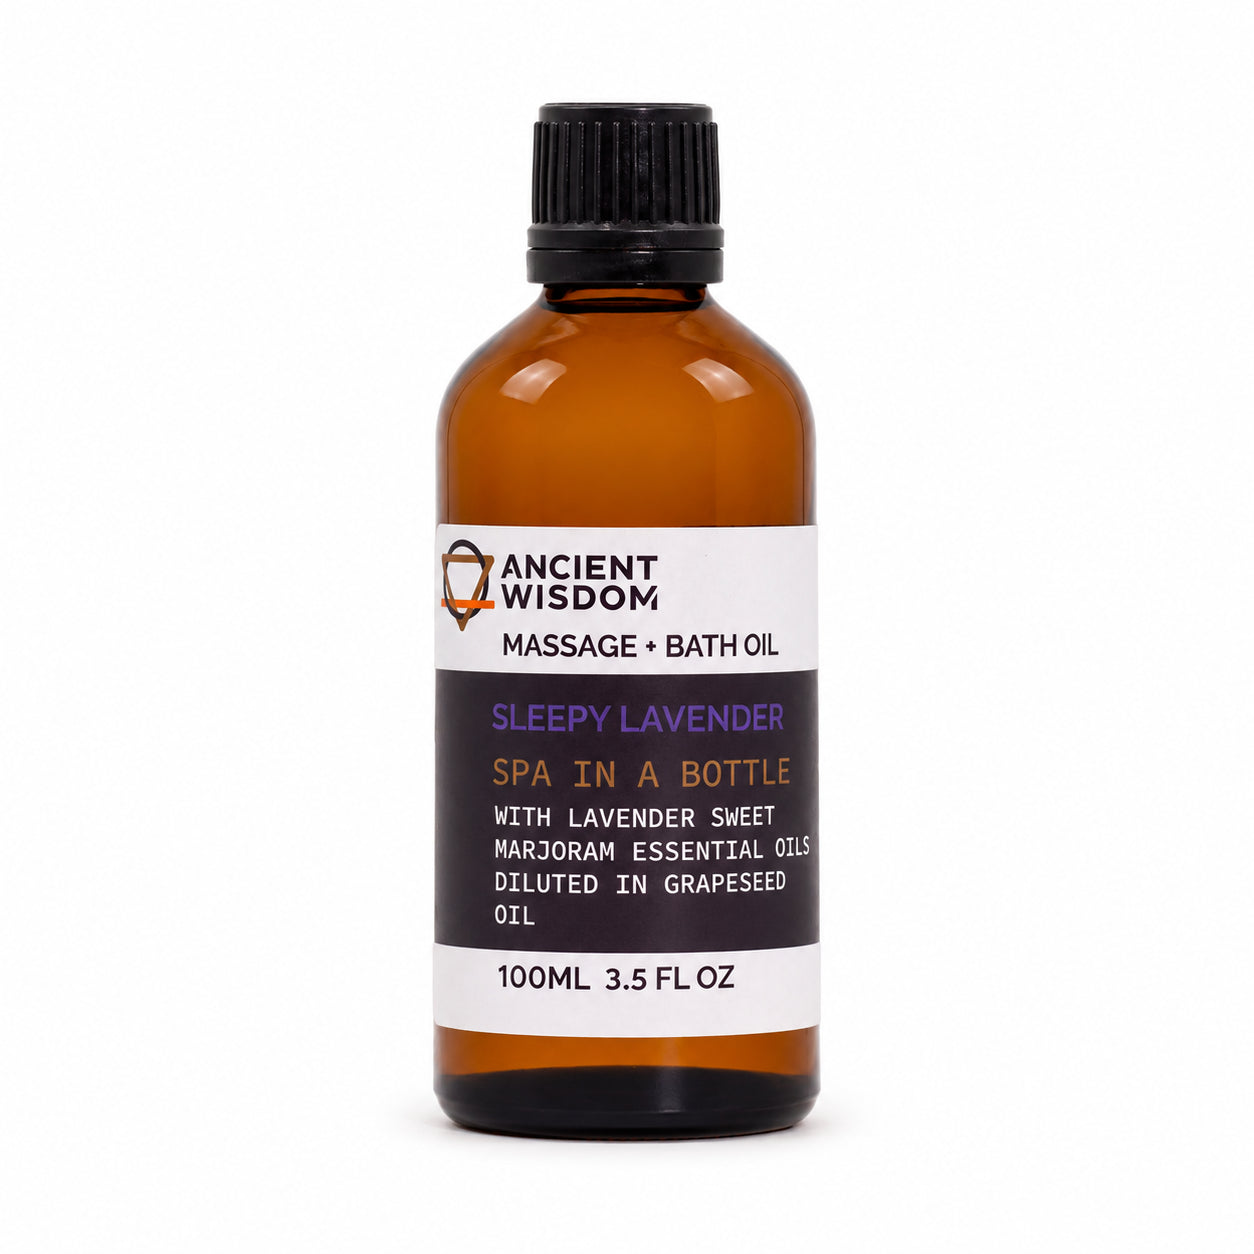 ANCIENT
WISDOM
MASSAGE + BATH OIL
SLEEPY LAVENDER
SPA IN A BOTTLE
WITH LAVENDER SWEET
MARJORAM ESSENTIAL OILS
DILUTED IN GRAPESEED
OIL
100ML 3.5 FL OZ